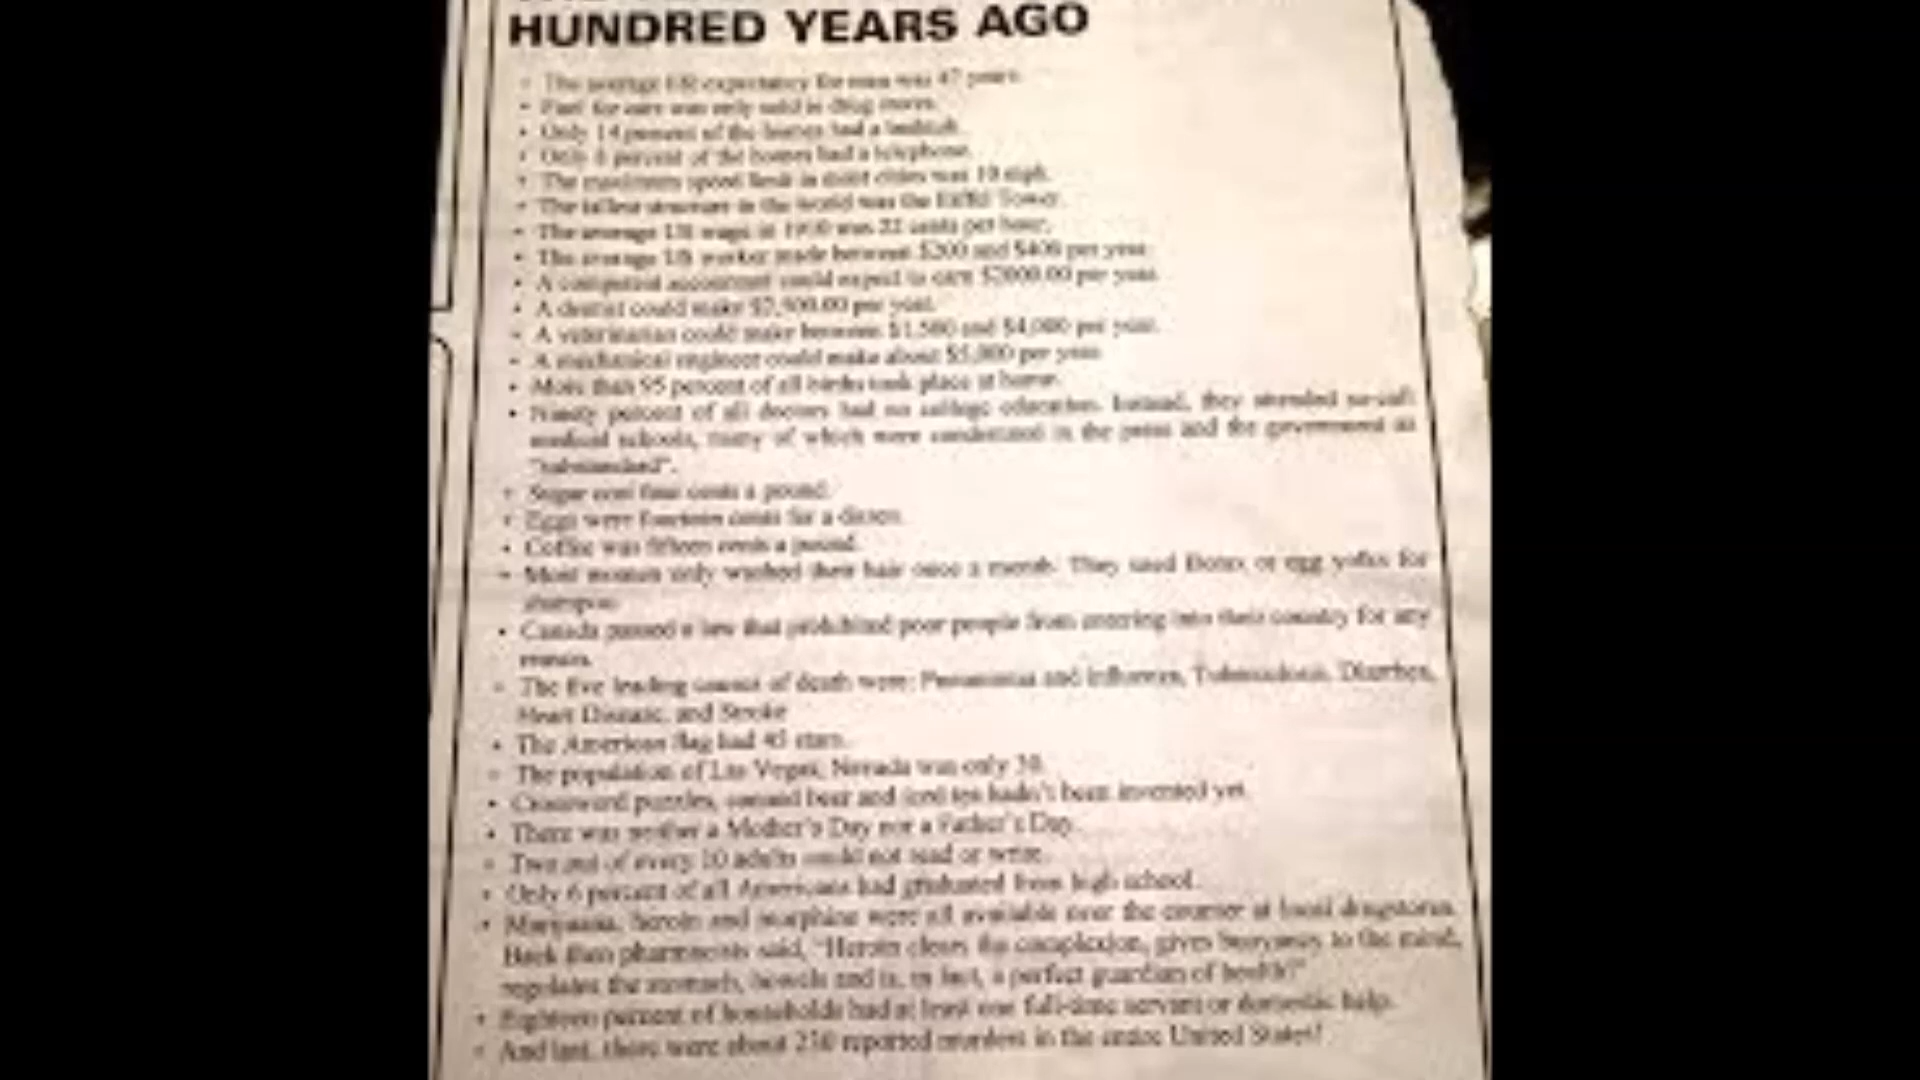 HUNDRED YEARS AGO
• The average life expectancy for men was 47 years.
• Fuel for cars was only sold in drug stores.
• Only 14 percent of the homes had a bathtub.
• Only 8 percent of the homes had a telephone.
• The maximum speed limit in most cities was 10 mph.
• The tallest structure in the world was the Eiffel Tower.
• The average US wage in 1910 was 22 cents per hour.
• The average US worker made between $200 and $400 per year.
• A competent accountant could expect to earn $2000.00 per year.
• A dentist could make $2,500.00 per year.
• A veterinarian could make between $1,500 and $4,000 per year.
• A mechanical engineer could make about $5,000 per year.
• More than 95 percent of all births took place at home.
• Ninety percent of all doctors had no college education. Instead, they attended so-call
medical schools, many of which were condemned in the press and the government as
"substandard".
• Sugar cost four cents a pound.
• Eggs were fourteen cents for a dozen.
• Coffee was fifteen cents a pound.
• Most women only washed their hair once a month. They used Borax or egg yolks for
shampoo.
• Canada passed a law that prohibited poor people from entering into their country for any
reason.
• The five leading causes of death were: Pneumonia and influenza, Tuberculosis, Diarrhea,
Heart Disease, and Stroke
• The American flag had 45 stars.
• The population of Las Vegas, Nevada was only 30.
• Crossword puzzles, canned beer and iced tea hadn't been invented yet.
• There was neither a Mother's Day nor a Father's Day.
• Two out of every 10 adults could not read or write.
• Only 6 percent of all Americans had graduated from high school.
• Marijuana, heroin and morphine were all available over the counter at local drugstores.
Back then pharmacists said, "Heroin clears the complexion, gives buoyancy to the mind,
regulates the stomach, bowels and is, in fact, a perfect guardian of health!"
• Eighteen percent of households had at least one full-time servant or domestic help.
• And last, there were about 230 reported murders in the entire United States!